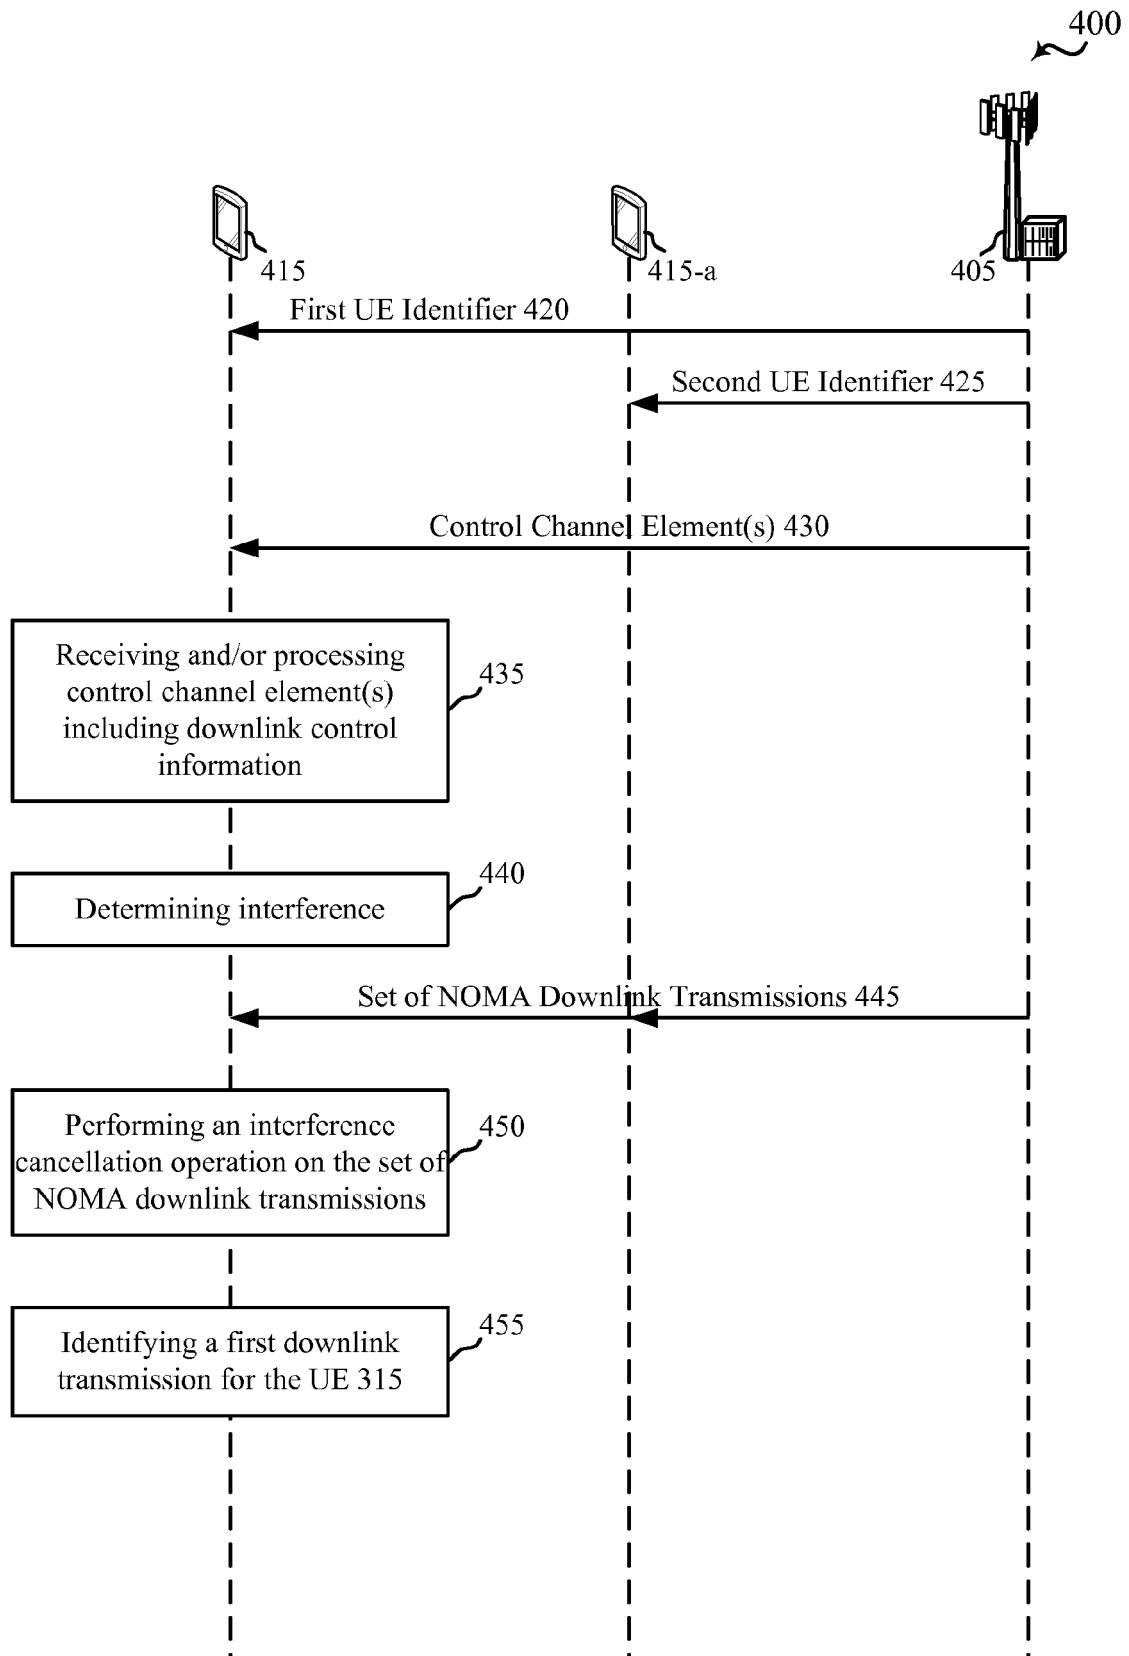 400
415
415-a
405
First UE Identifier 420
Second UE Identifier 425
Control Channel Element(s) 430
Receiving and/or processing
control channel element(s)
including downlink control
information
435
Determining interference
440
Set of NOMA Downlink Transmissions 445
Performing an interference
cancellation operation on the set of
NOMA downlink transmissions
450
Identifying a first downlink
transmission for the UE 315
455